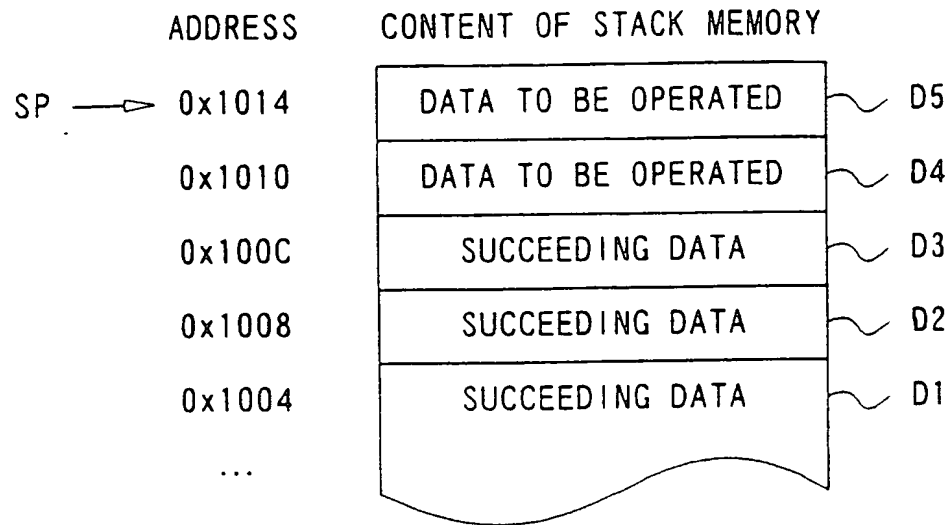 ADDRESS CONTENT OF STACK MEMORY
SP 0x1014 DATA TO BE OPERATED D5
0x1010 DATA TO BE OPERATED D4
0x100C SUCCEEDING DATA D3
0x1008 SUCCEEDING DATA D2
0x1004 SUCCEEDING DATA D1
...